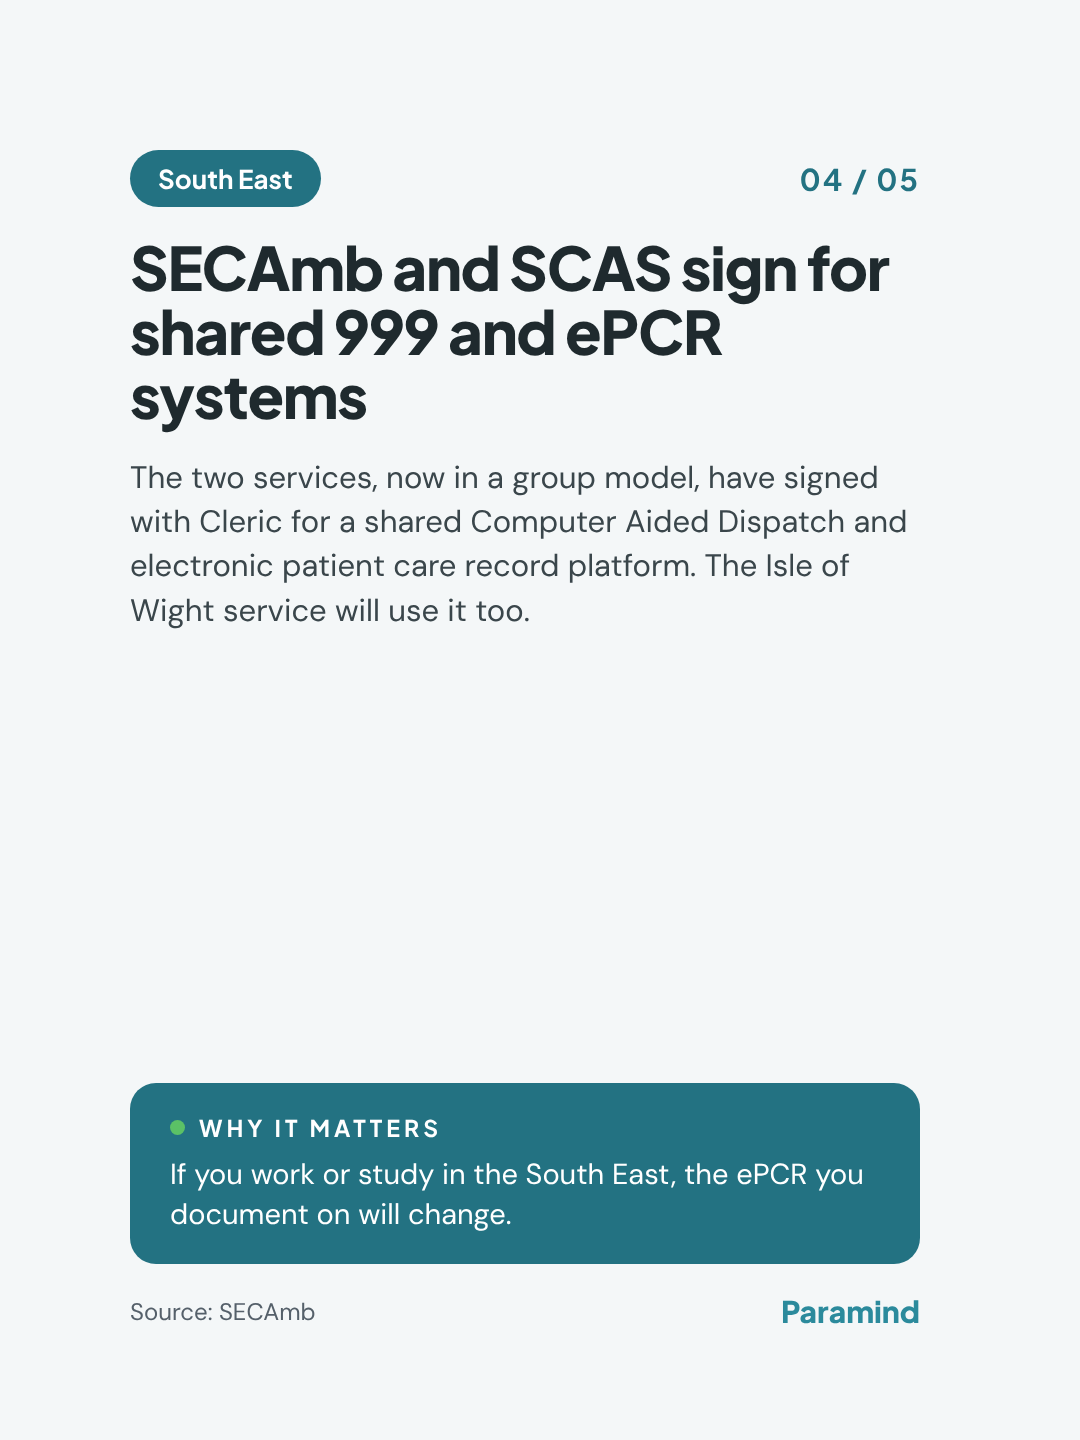 South East
04 / 05
SECAmb and SCAS sign for
shared 999 and ePCR
systems
The two services, now in a group model, have signed
with Cleric for a shared Computer Aided Dispatch and
electronic patient care record platform. The Isle of
Wight service will use it too.
WHY IT MATTERS
If you work or study in the South East, the ePCR you
document on will change.
Source: SECAmb
Paramind